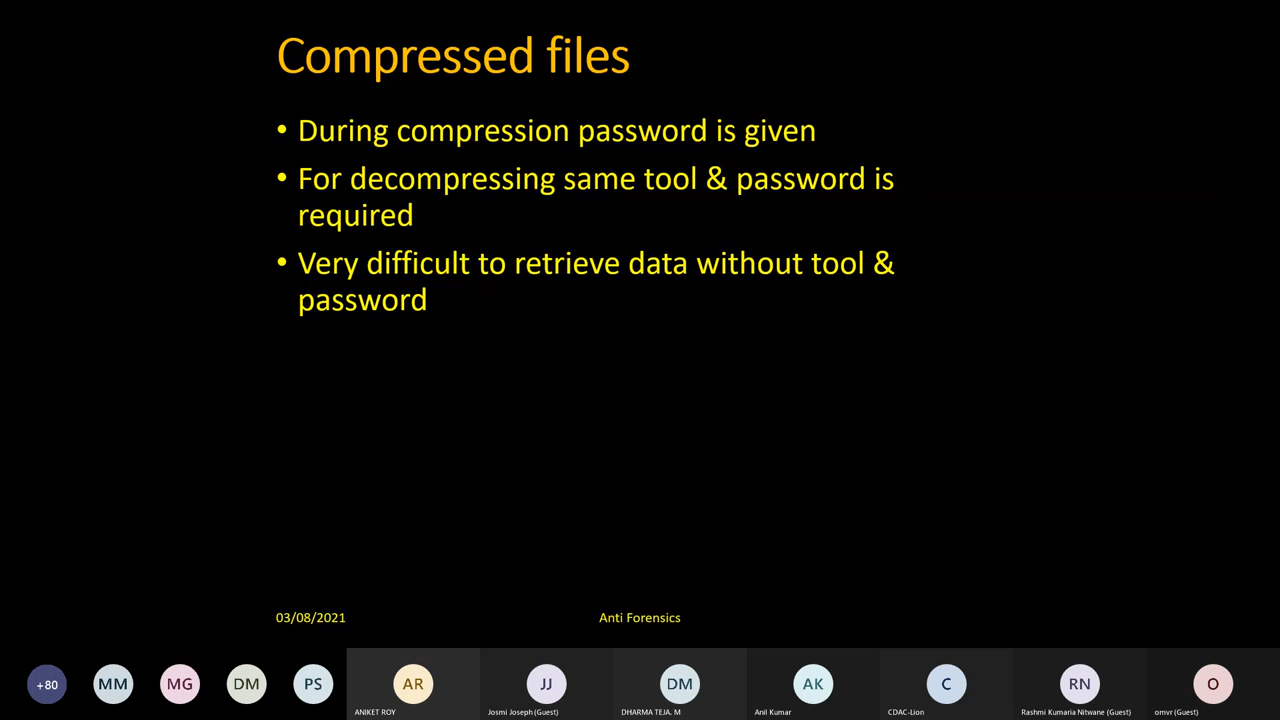 Compressed files
• During compression password is given
• For decompressing same tool & password is
required
• Very difficult to retrieve data without tool &
password
03/08/2021
Anti Forensics
+80
MM
MG
DM
PS
AR
JJ
DM
AK
C
RN
O
ANIKET ROY
Josmi Joseph (Guest)
DHARMA TEJA. M
Anil Kumar
CDAC-Lion
Rashmi Kumaria Nitwane (Guest)
omvr (Guest)